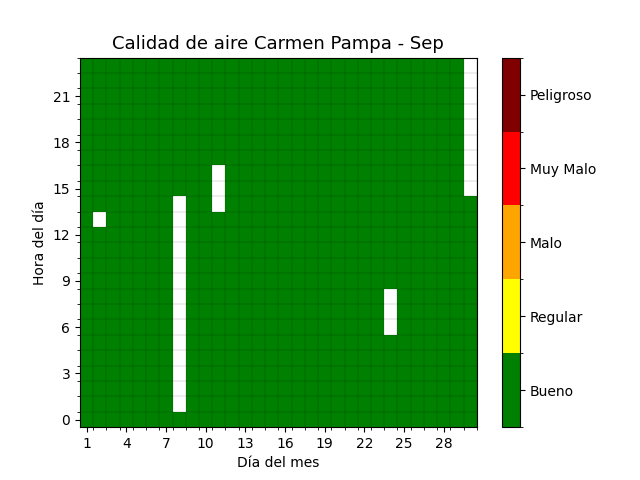 Calidad de aire Carmen Pampa - Sep
Hora del día
21
18
15
12
9
6
3
0
1 4 7 10 13 16 19 22 25 28
Día del mes
Peligroso
Muy Malo
Malo
Regular
Bueno